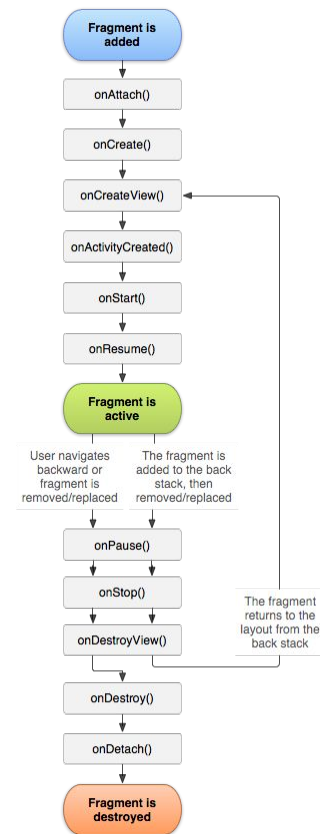 Fragment is
added
onAttach()
onCreate()
onCreateView()
onActivityCreated()
onStart()
onResume()
Fragment is
active
User navigates
backward or
fragment is
removed/replaced
The fragment is
added to the back
stack, then
removed/replaced
onPause()
onStop()
onDestroyView()
The fragment
returns to the
layout from the
back stack
onDestroy()
onDetach()
Fragment is
destroyed